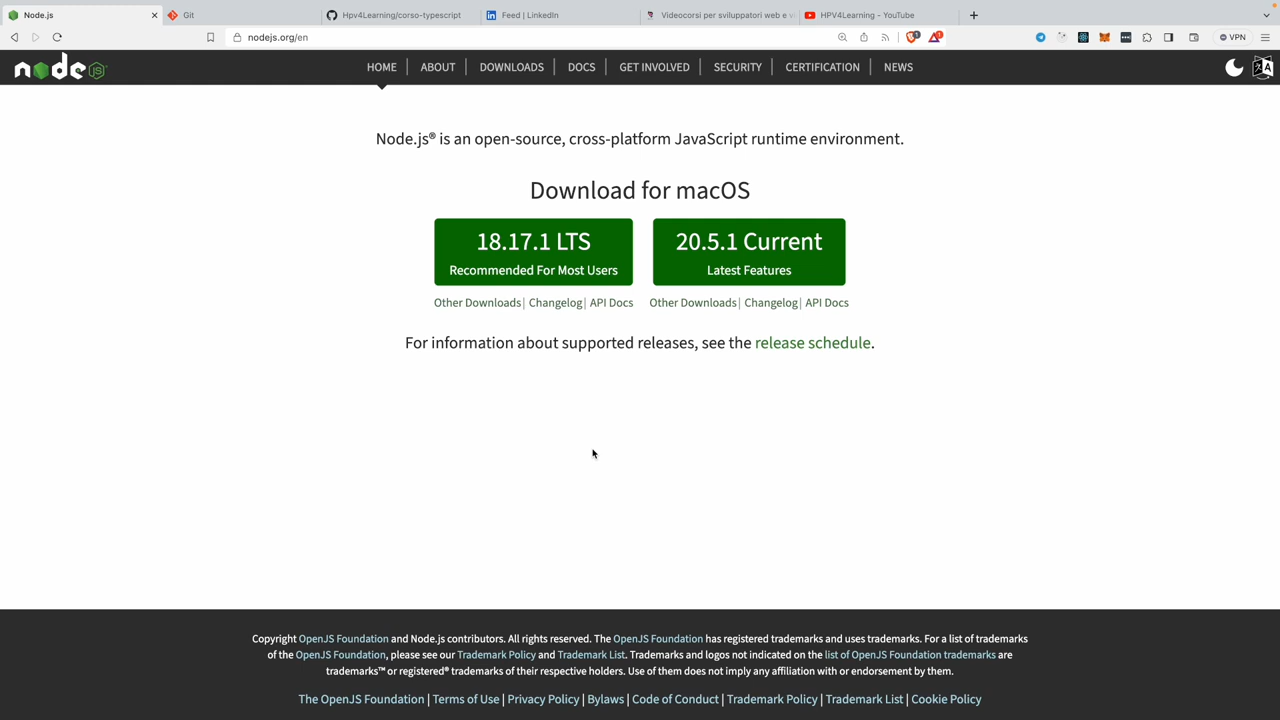 Node.js
Git
Hpv4Learning/corso-typescript
Feed | LinkedIn
Videocorsi per sviluppatori web e v
HPV4Learning - YouTube
nodejs.org/en
VPN
node JS
HOME
ABOUT
DOWNLOADS
DOCS
GET INVOLVED
SECURITY
CERTIFICATION
NEWS
Node.js® is an open-source, cross-platform JavaScript runtime environment.
Download for macOS
18.17.1 LTS
Recommended For Most Users
20.5.1 Current
Latest Features
Other Downloads | Changelog | API Docs
Other Downloads | Changelog | API Docs
For information about supported releases, see the release schedule.
Copyright OpenJS Foundation and Node.js contributors. All rights reserved. The OpenJS Foundation has registered trademarks and uses trademarks. For a list of trademarks
of the OpenJS Foundation, please see our Trademark Policy and Trademark List. Trademarks and logos not indicated on the list of OpenJS Foundation trademarks are
trademarks™ or registered® trademarks of their respective holders. Use of them does not imply any affiliation with or endorsement by them.
The OpenJS Foundation | Terms of Use | Privacy Policy | Bylaws | Code of Conduct | Trademark Policy | Trademark List | Cookie Policy